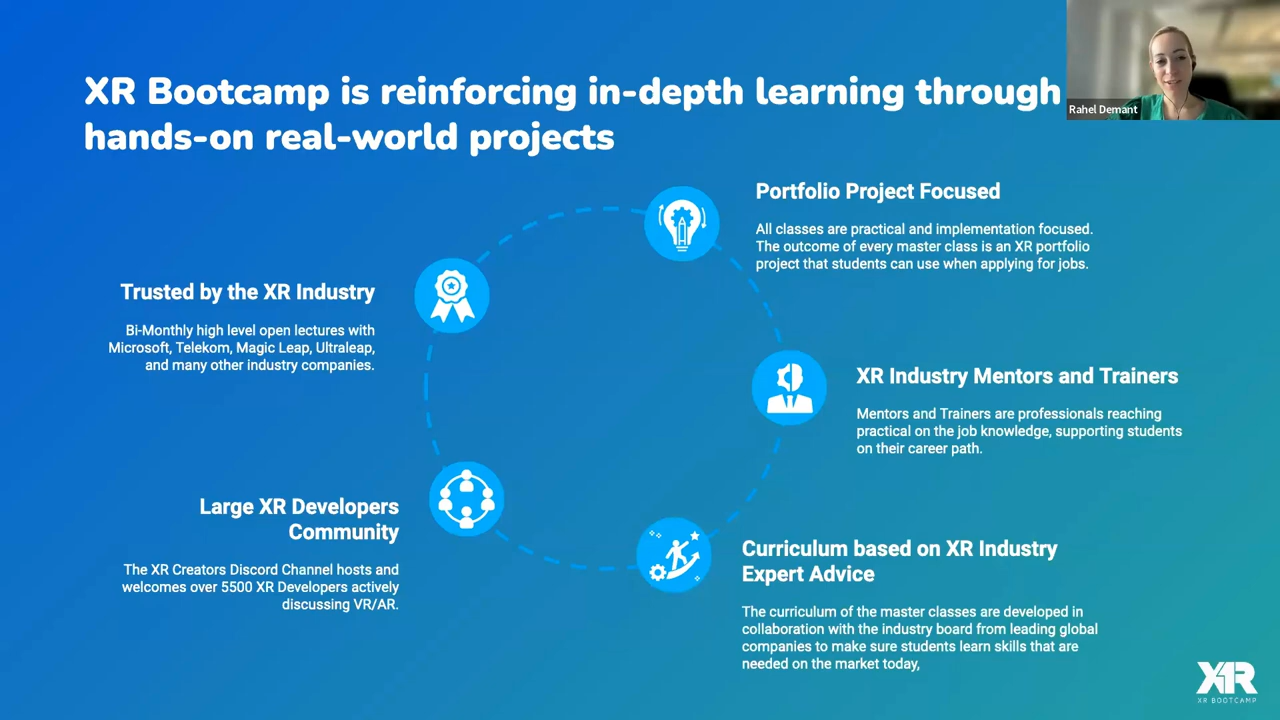 XR Bootcamp is reinforcing in-depth learning through
hands-on real-world projects
Rahel Demant
Portfolio Project Focused
All classes are practical and implementation focused.
The outcome of every master class is an XR portfolio
project that students can use when applying for jobs.
Trusted by the XR Industry
Bi-Monthly high level open lectures with
Microsoft, Telekom, Magic Leap, Ultraleap,
and many other industry companies.
XR Industry Mentors and Trainers
Mentors and Trainers are professionals reaching
practical on the job knowledge, supporting students
on their career path.
Large XR Developers
Community
The XR Creators Discord Channel hosts and
welcomes over 5500 XR Developers actively
discussing VR/AR.
Curriculum based on XR Industry
Expert Advice
The curriculum of the master classes are developed in
collaboration with the industry board from leading global
companies to make sure students learn skills that are
needed on the market today,
XR
XR BOOTCAMP